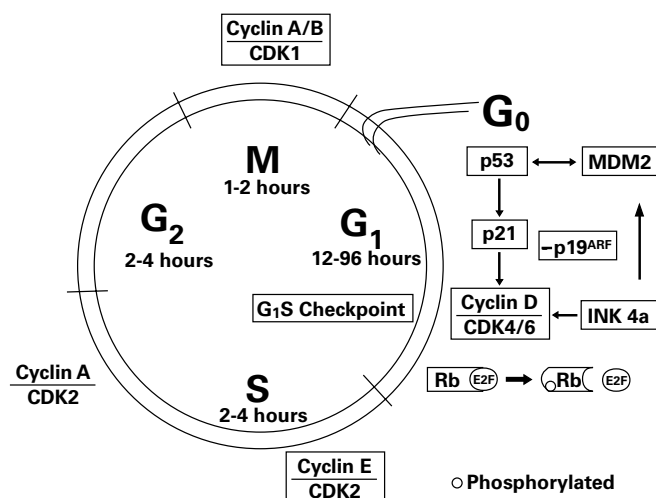 Cyclin A/B
CDK1
G0
M
1-2 hours
p53
MDM2
G2
2-4 hours
G1
12-96 hours
p21
–p19ARF
G1S Checkpoint
Cyclin D
CDK4/6
INK 4a
Cyclin A
CDK2
S
2-4 hours
Rb E2F
Rb E2F
Cyclin E
CDK2
Phosphorylated